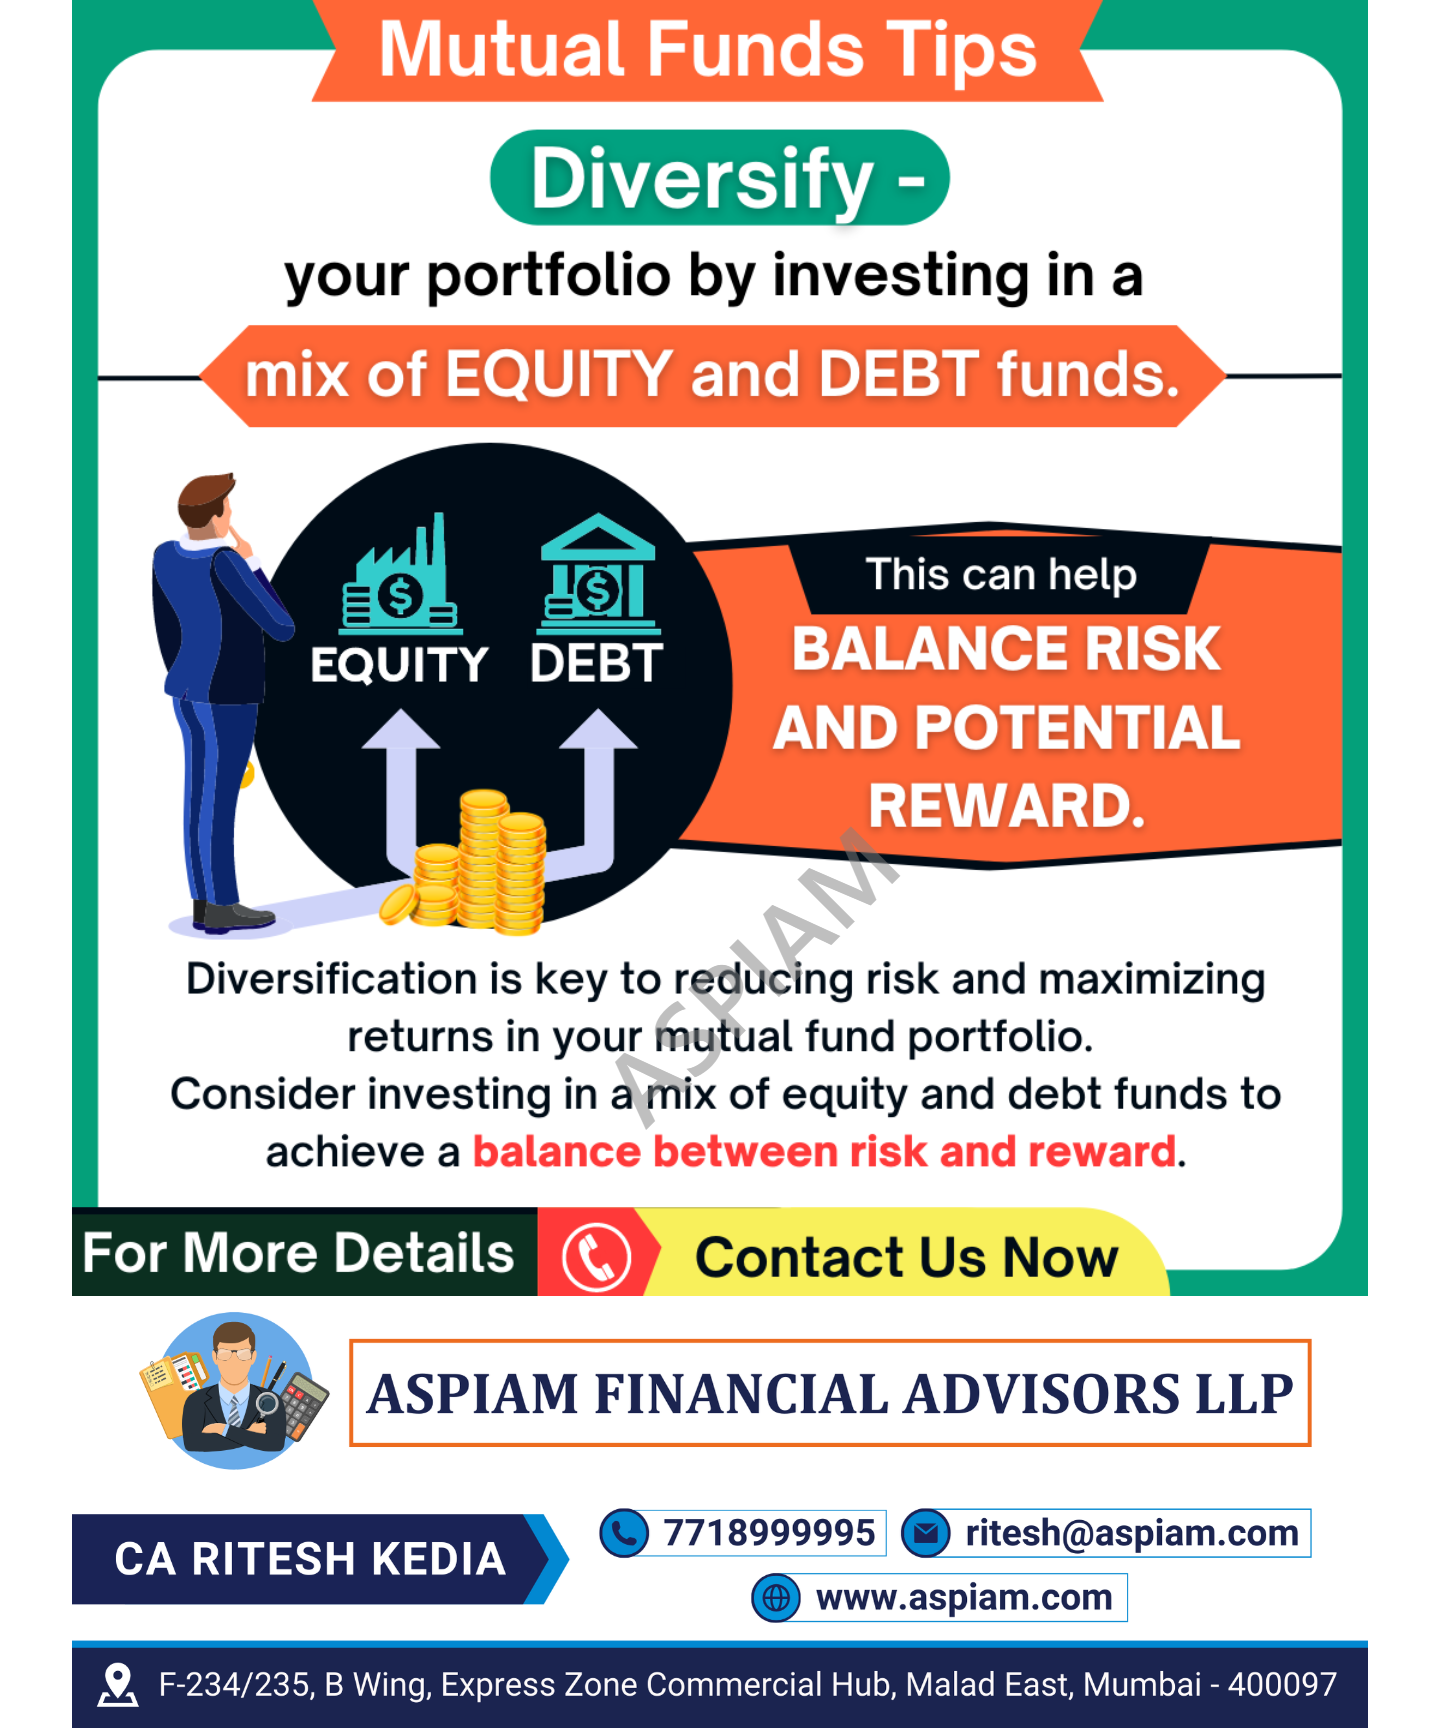 Mutual Funds Tips
Diversify -
your portfolio by investing in a
mix of EQUITY and DEBT funds.
EQUITY DEBT
This can help
BALANCE RISK
AND POTENTIAL
REWARD.
ASPIAM
Diversification is key to reducing risk and maximizing
returns in your mutual fund portfolio.
Consider investing in a mix of equity and debt funds to
achieve a balance between risk and reward.
For More Details Contact Us Now
ASPIAM FINANCIAL ADVISORS LLP
CA RITESH KEDIA
7718999995 ritesh@aspiam.com
www.aspiam.com
F-234/235, B Wing, Express Zone Commercial Hub, Malad East, Mumbai - 400097